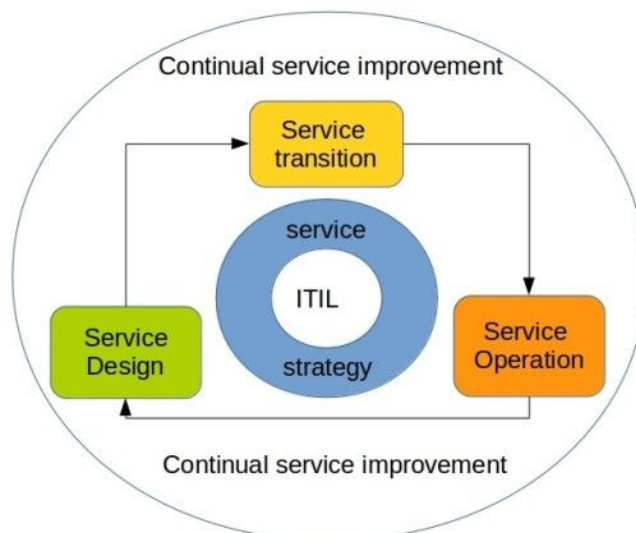 Continual service improvement
Service
transition
service
ITIL
strategy
Service
Design
Service
Operation
Continual service improvement